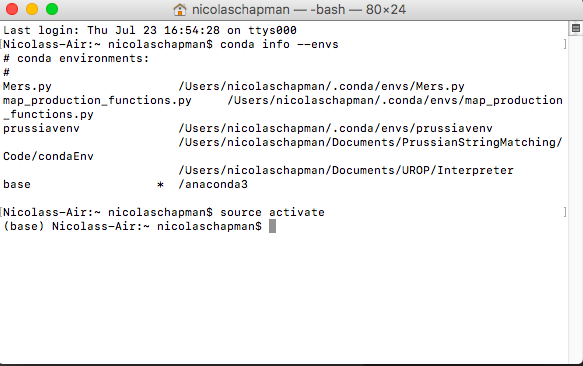 nicolaschapman — -bash — 80×24
Last login: Thu Jul 23 16:54:28 on ttys000
[Nicolass-Air:~ nicolaschapman$ conda info --envs ]
# conda environments:
#
Mers.py                  /Users/nicolaschapman/.conda/envs/Mers.py
map_production_functions.py     /Users/nicolaschapman/.conda/envs/map_production
_functions.py
prussiavenv              /Users/nicolaschapman/.conda/envs/prussiavenv
                         /Users/nicolaschapman/Documents/PrussianStringMatching/
Code/condaEnv
                         /Users/nicolaschapman/Documents/UROP/Interpreter
base                  *  /anaconda3
[Nicolass-Air:~ nicolaschapman$ source activate ]
(base) Nicolass-Air:~ nicolaschapman$